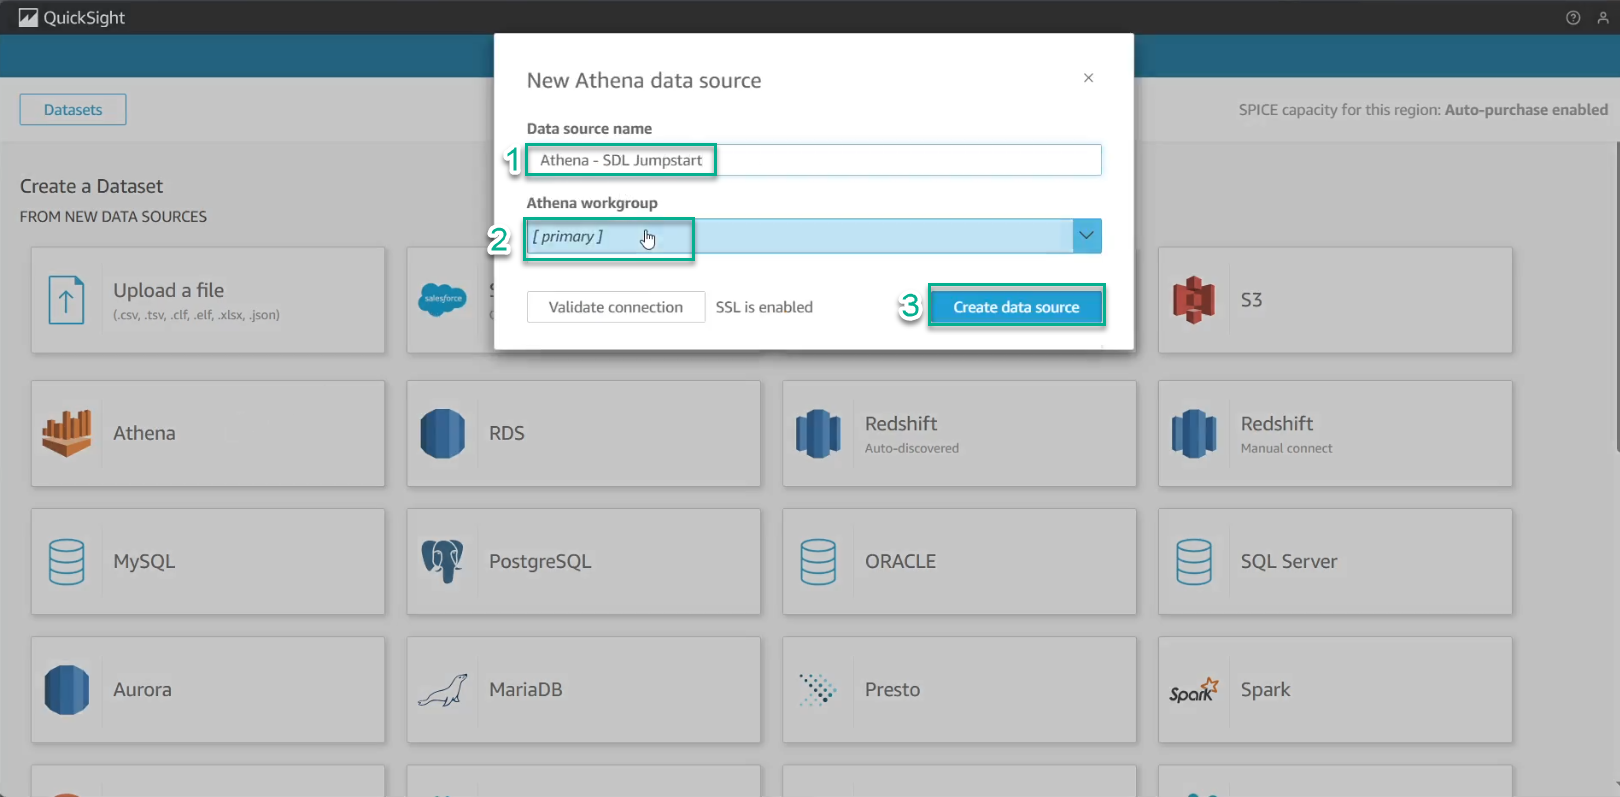 QuickSight
Datasets
SPICE capacity for this region: Auto-purchase enabled
New Athena data source
Data source name
1
Athena - SDL Jumpstart
Athena workgroup
2
[ primary ]
Validate connection
SSL is enabled
3
Create data source
Create a Dataset
FROM NEW DATA SOURCES
Upload a file
(.csv, .tsv, .clf, .elf, .xlsx, .json)
salesforce
S3
Athena
RDS
Redshift
Auto-discovered
Redshift
Manual connect
MySQL
PostgreSQL
ORACLE
SQL Server
Aurora
MariaDB
Presto
Spark
Spark